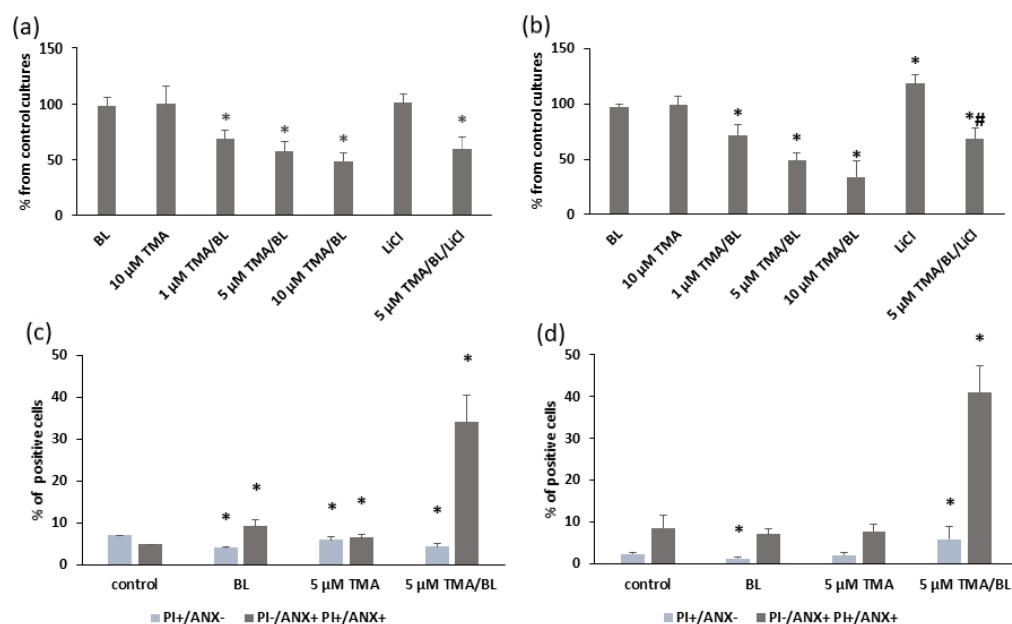 (a)
% from control cultures
150
100
50
0
*
*
*
*
BL
10 µM TMA
1 µM TMA/BL
5 µM TMA/BL
10 µM TMA/BL
LiCl
5 µM TMA/BL/LiCl
(b)
% from control cultures
150
100
50
0
*
*
*
*
*#
BL
10 µM TMA
1 µM TMA/BL
5 µM TMA/BL
10 µM TMA/BL
LiCl
5 µM TMA/BL/LiCl
(c)
% of positive cells
50
40
30
20
10
0
*
*
*
*
*
*
control
BL
5 µM TMA
5 µM TMA/BL
PI+/ANX-
PI-/ANX+ PI+/ANX+
(d)
% of positive cells
50
40
30
20
10
0
*
*
*
control
BL
5 µM TMA
5 µM TMA/BL
PI+/ANX-
PI-/ANX+ PI+/ANX+